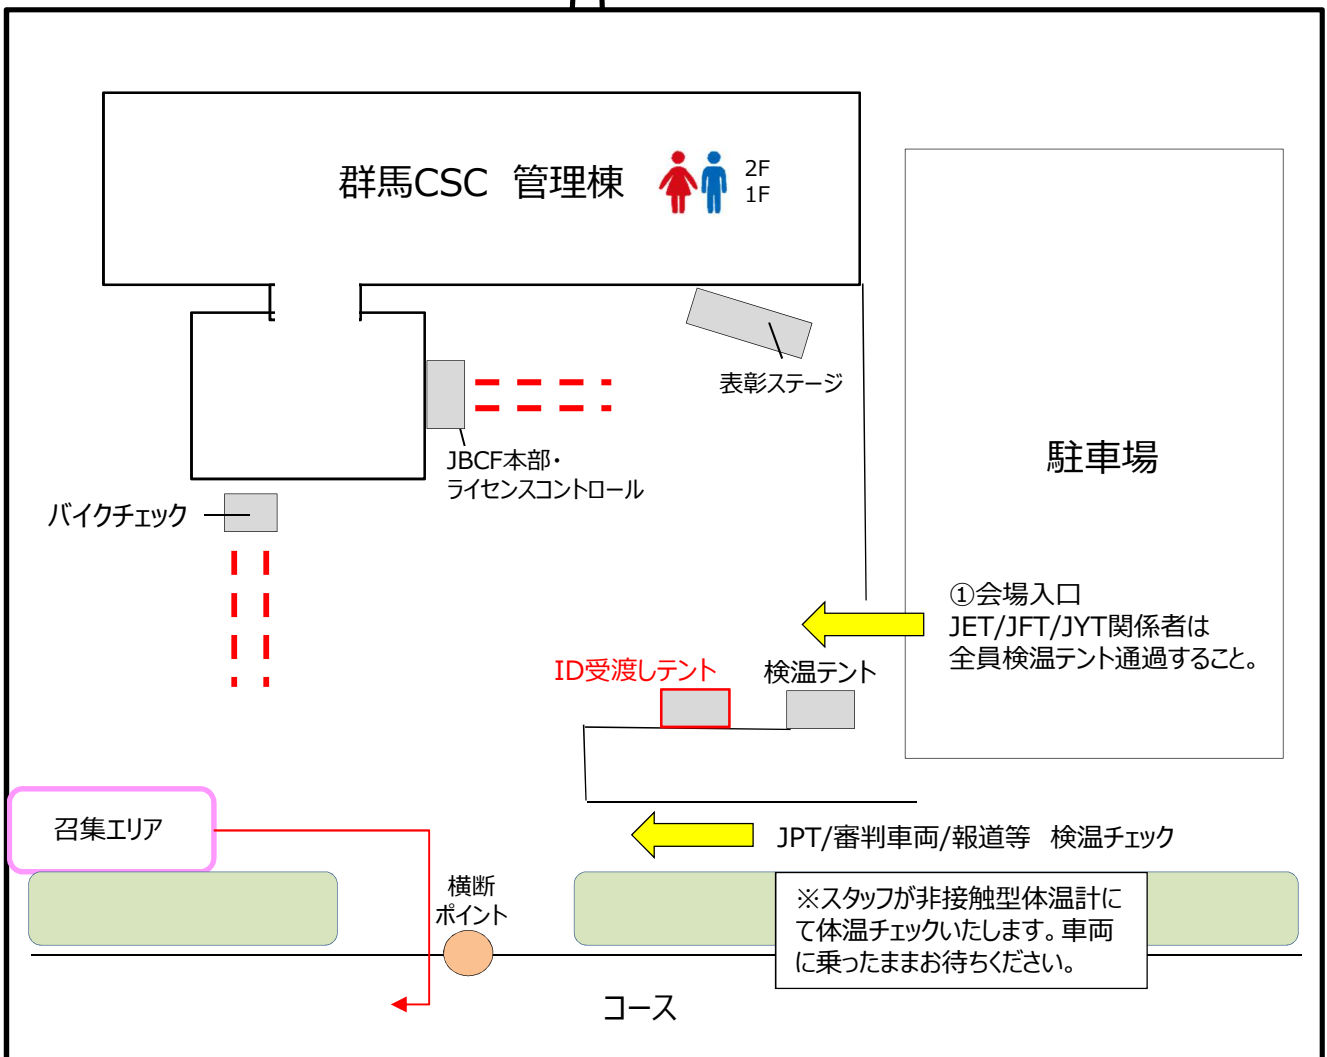 群馬CSC 管理棟
2F
1F
表彰ステージ
JBCF本部・
ライセンスコントロール
駐車場
バイクチェック
①会場入口
JET/JFT/JYT関係者は
全員検温テント通過すること。
ID受渡しテント
検温テント
召集エリア
JPT/審判車両/報道等 検温チェック
横断
ポイント
※スタッフが非接触型体温計に
て体温チェックいたします。車両
に乗ったままお待ちください。
コース